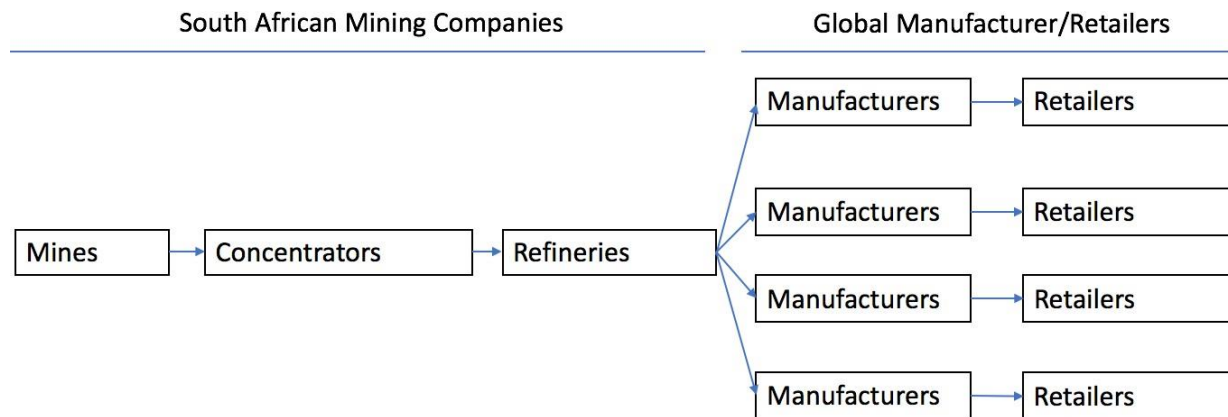 South African Mining Companies
Global Manufacturer/Retailers
Manufacturers
Retailers
Manufacturers
Retailers
Mines
Concentrators
Refineries
Manufacturers
Retailers
Manufacturers
Retailers